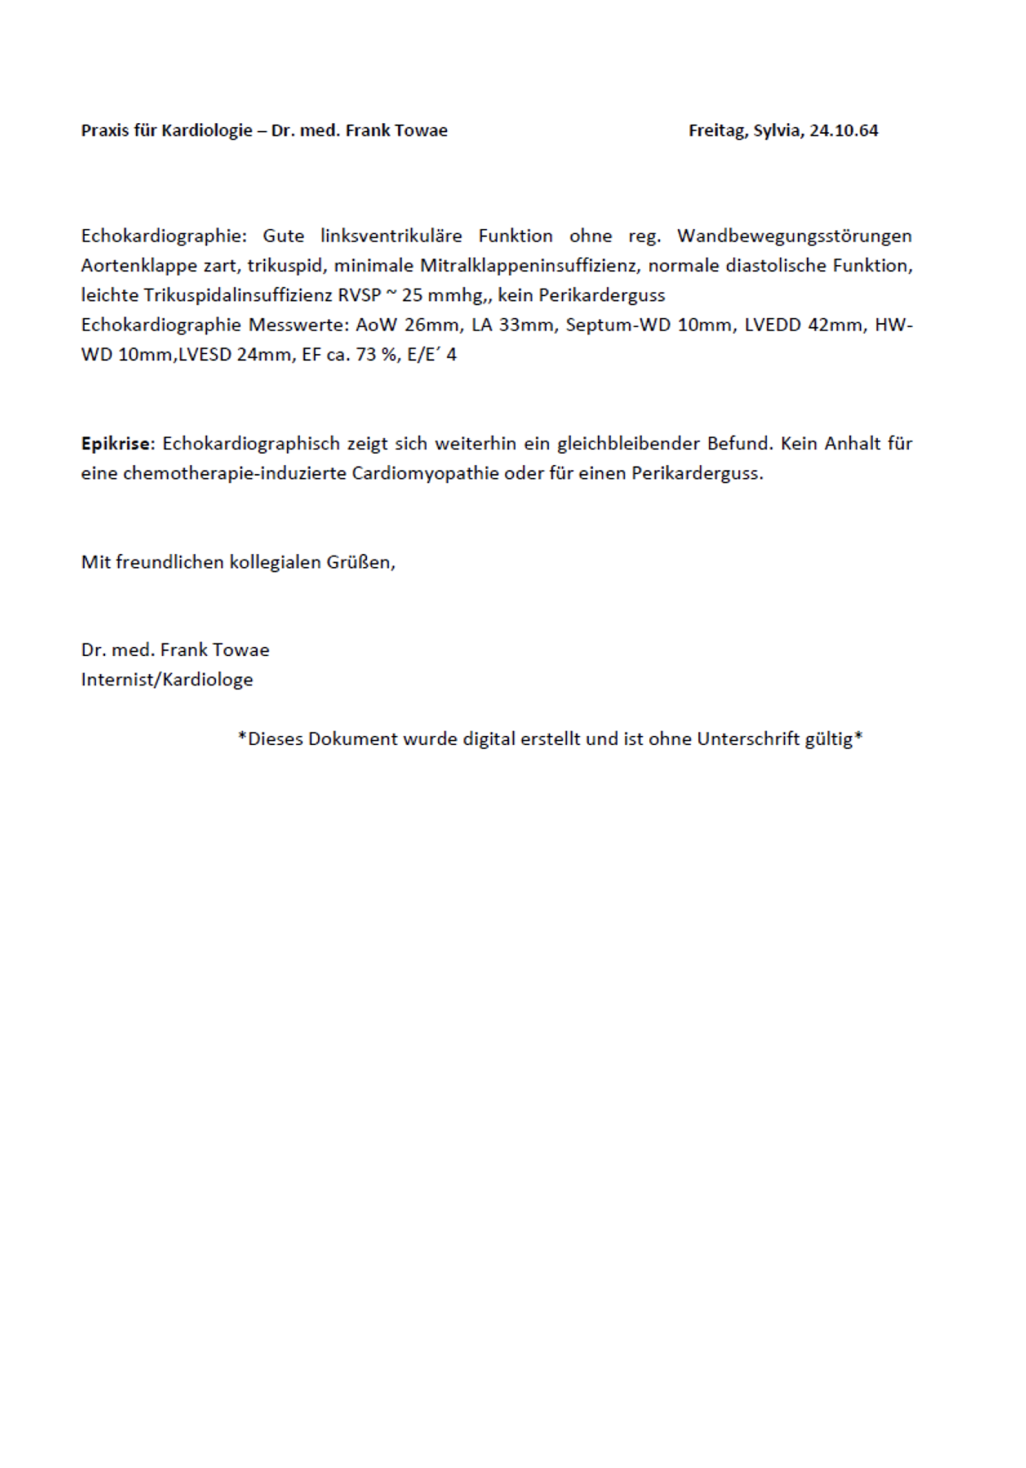 Praxis für Kardiologie – Dr. med. Frank Towae Freitag, Sylvia, 24.10.64
Echokardiographie: Gute linksventrikuläre Funktion ohne reg. Wandbewegungsstörungen
Aortenklappe zart, trikuspid, minimale Mitralklappeninsuffizienz, normale diastolische Funktion,
leichte Trikuspidalinsuffizienz RVSP ~ 25 mmhg,, kein Perikarderguss
Echokardiographie Messwerte: AoW 26mm, LA 33mm, Septum-WD 10mm, LVEDD 42mm, HW-
WD 10mm,LVESD 24mm, EF ca. 73 %, E/E´ 4
Epikrise: Echokardiographisch zeigt sich weiterhin ein gleichbleibender Befund. Kein Anhalt für
eine chemotherapie-induzierte Cardiomyopathie oder für einen Perikarderguss.
Mit freundlichen kollegialen Grüßen,
Dr. med. Frank Towae
Internist/Kardiologe
*Dieses Dokument wurde digital erstellt und ist ohne Unterschrift gültig*